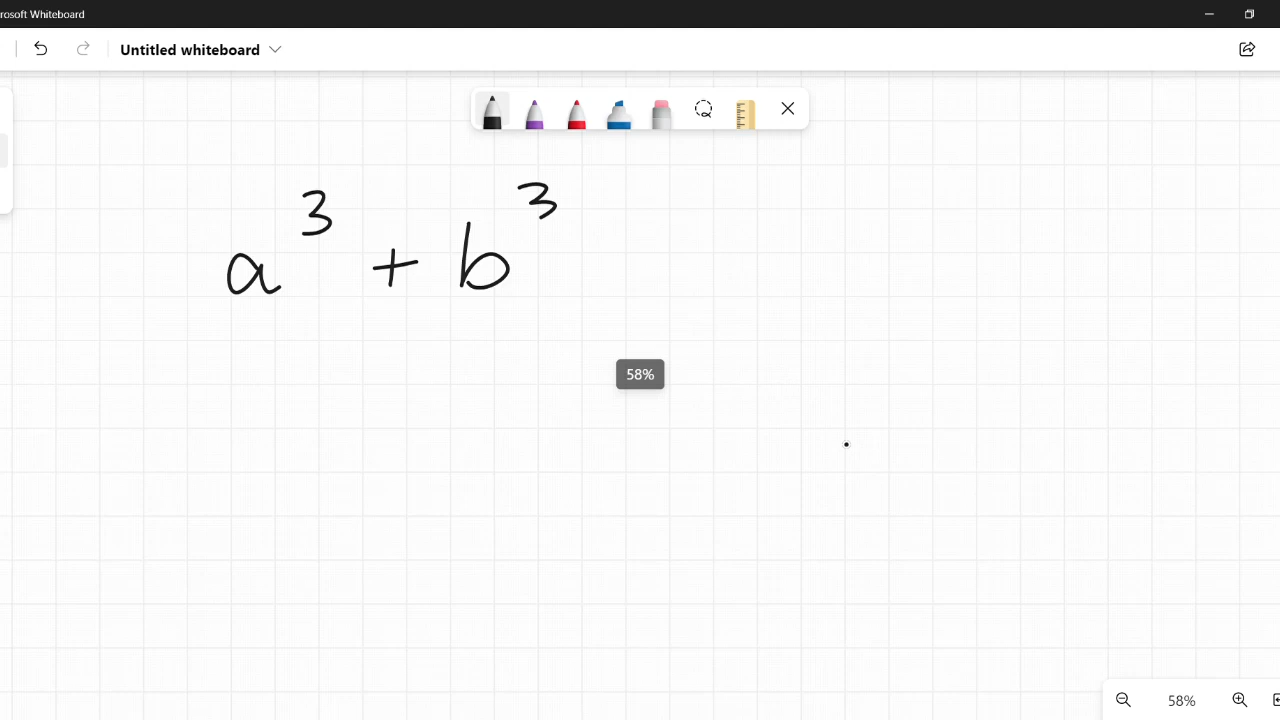 rosoft Whiteboard
Untitled whiteboard
a³ + b³
58%
58%